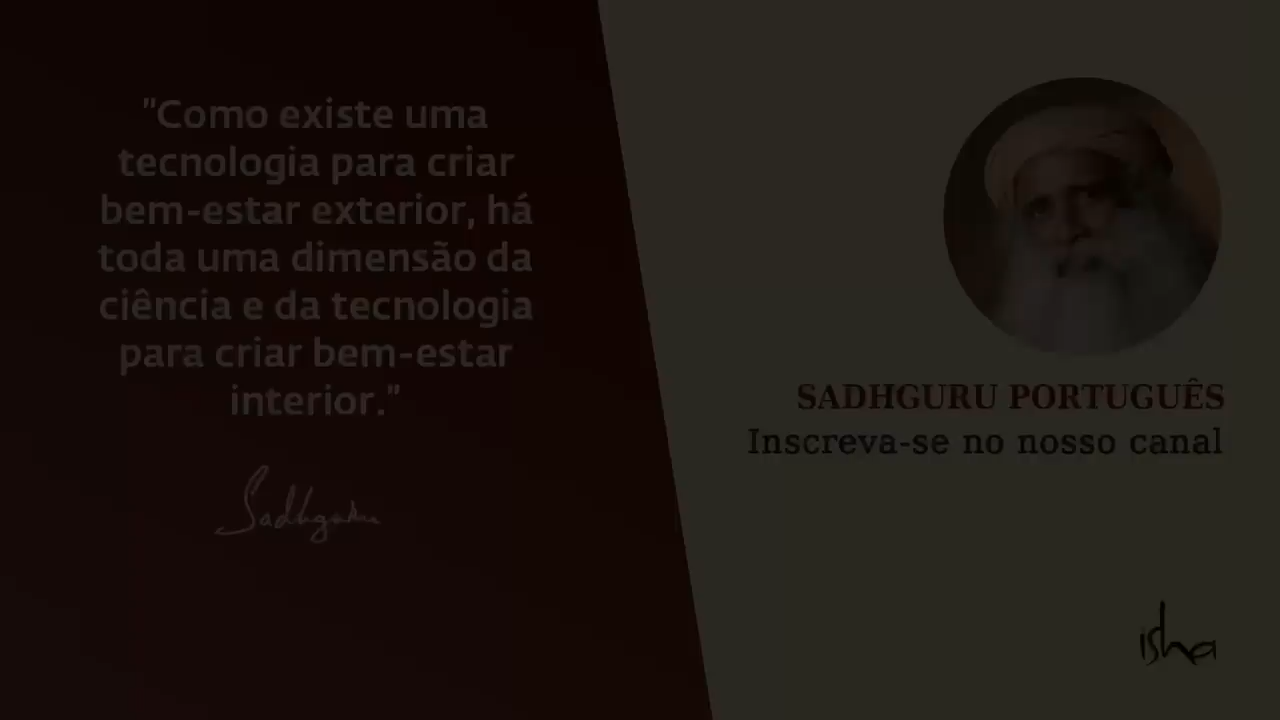 "Como existe uma
tecnologia para criar
bem-estar exterior, há
toda uma dimensão da
ciência e da tecnologia
para criar bem-estar
interior."
Sadhguru
SADHGURU PORTUGUÊS
Inscreva-se no nosso canal
isha